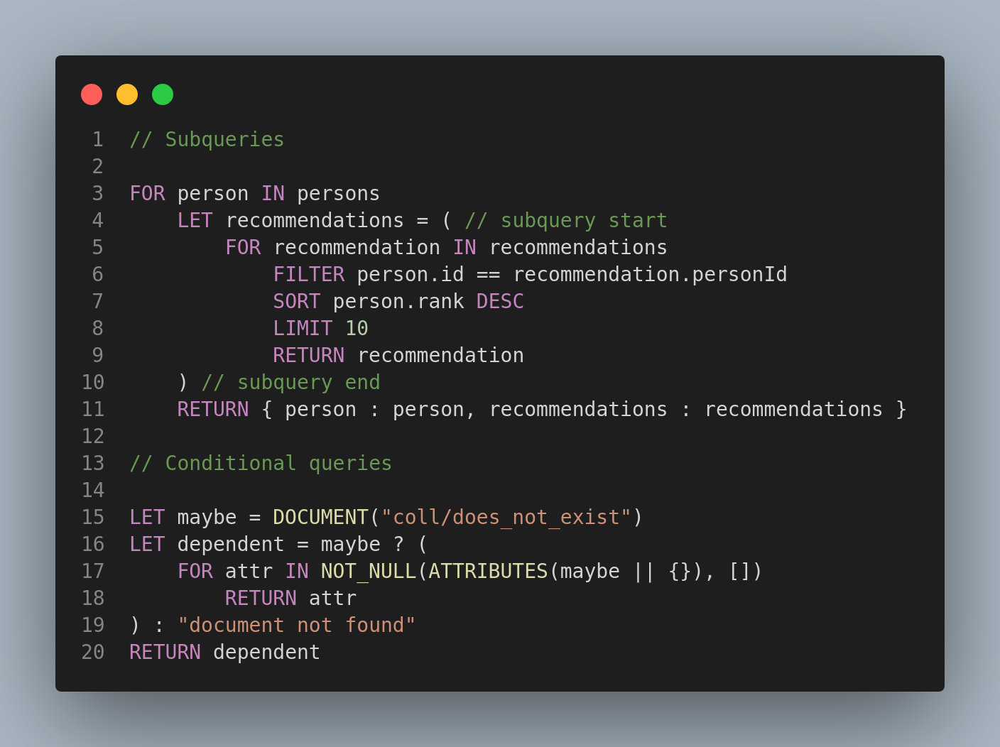 1 // Subqueries
2
3 FOR person IN persons
4     LET recommendations = ( // subquery start
5         FOR recommendation IN recommendations
6             FILTER person.id == recommendation.personId
7             SORT person.rank DESC
8             LIMIT 10
9             RETURN recommendation
10     ) // subquery end
11     RETURN { person : person, recommendations : recommendations }
12
13 // Conditional queries
14
15 LET maybe = DOCUMENT("coll/does_not_exist")
16 LET dependent = maybe ? (
17     FOR attr IN NOT_NULL(ATTRIBUTES(maybe || {}), [])
18         RETURN attr
19 ) : "document not found"
20 RETURN dependent